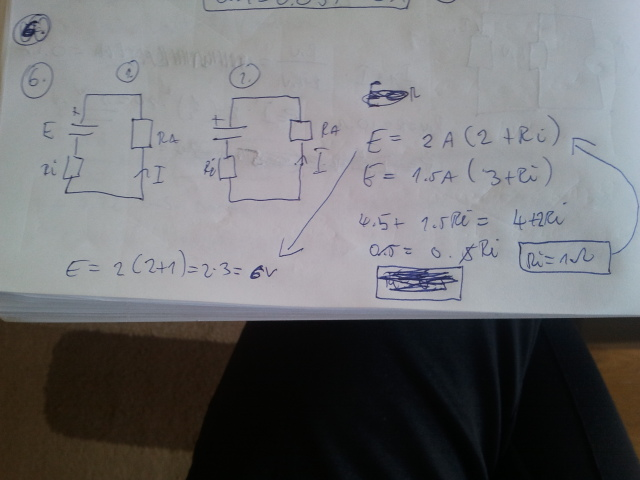 6.
② ①
+ +
E RA RA
Ri I Ri I
E = 2A (2 + Ri)
E = 1.5A (3 + Ri)
4.5 + 1.5Ri = 4 + 2Ri
0.5 = 0.5Ri Ri = 1Ω
E = 2 (2+1) = 2·3 = 6V